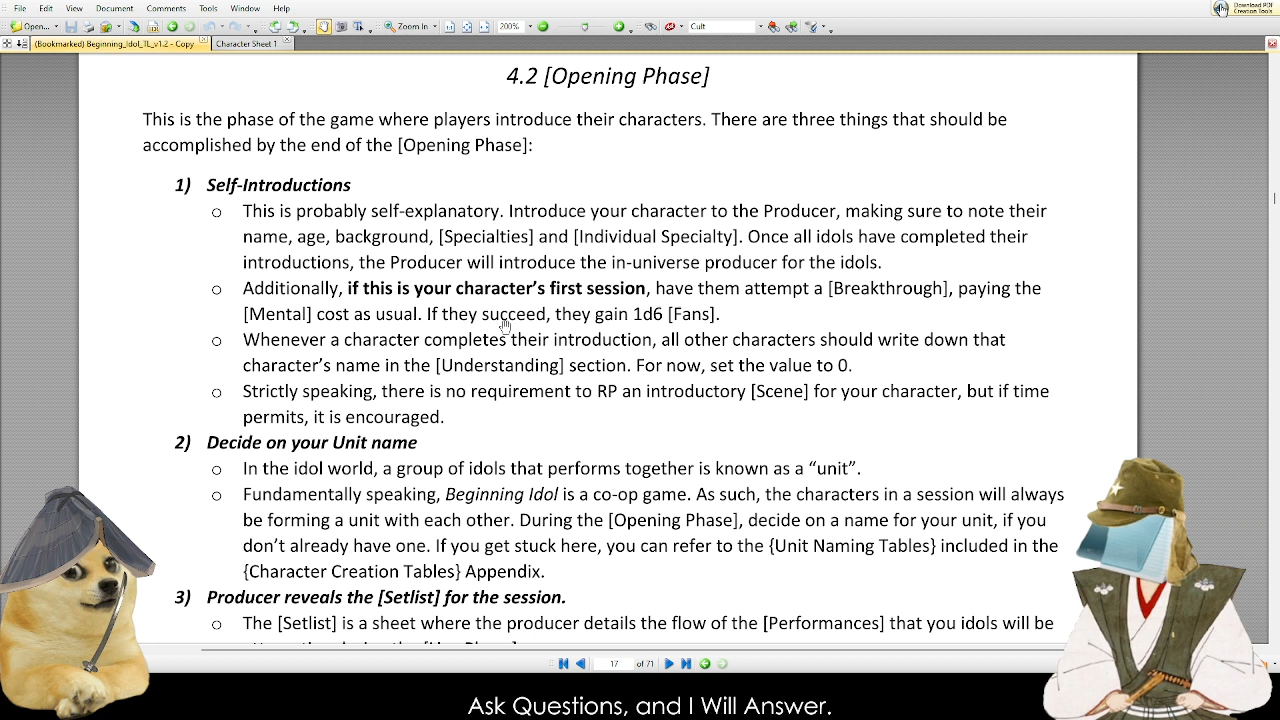 File Edit View Document Comments Tools Window Help
Download PDF
Creation Tools
Open... Zoom In 200% Cult
(Bookmarked) Beginning_Idol_TL_v1.2 - Copy Character Sheet 1
4.2 [Opening Phase]
This is the phase of the game where players introduce their characters. There are three things that should be
accomplished by the end of the [Opening Phase]:
1) Self-Introductions
o This is probably self-explanatory. Introduce your character to the Producer, making sure to note their
name, age, background, [Specialties] and [Individual Specialty]. Once all idols have completed their
introductions, the Producer will introduce the in-universe producer for the idols.
o Additionally, if this is your character's first session, have them attempt a [Breakthrough], paying the
[Mental] cost as usual. If they succeed, they gain 1d6 [Fans].
o Whenever a character completes their introduction, all other characters should write down that
character's name in the [Understanding] section. For now, set the value to 0.
o Strictly speaking, there is no requirement to RP an introductory [Scene] for your character, but if time
permits, it is encouraged.
2) Decide on your Unit name
o In the idol world, a group of idols that performs together is known as a “unit”.
o Fundamentally speaking, Beginning Idol is a co-op game. As such, the characters in a session will always
be forming a unit with each other. During the [Opening Phase], decide on a name for your unit, if you
don't already have one. If you get stuck here, you can refer to the {Unit Naming Tables} included in the
{Character Creation Tables} Appendix.
3) Producer reveals the [Setlist] for the session.
o The [Setlist] is a sheet where the producer details the flow of the [Performances] that you idols will be
17 of 71
Ask Questions, and I Will Answer.